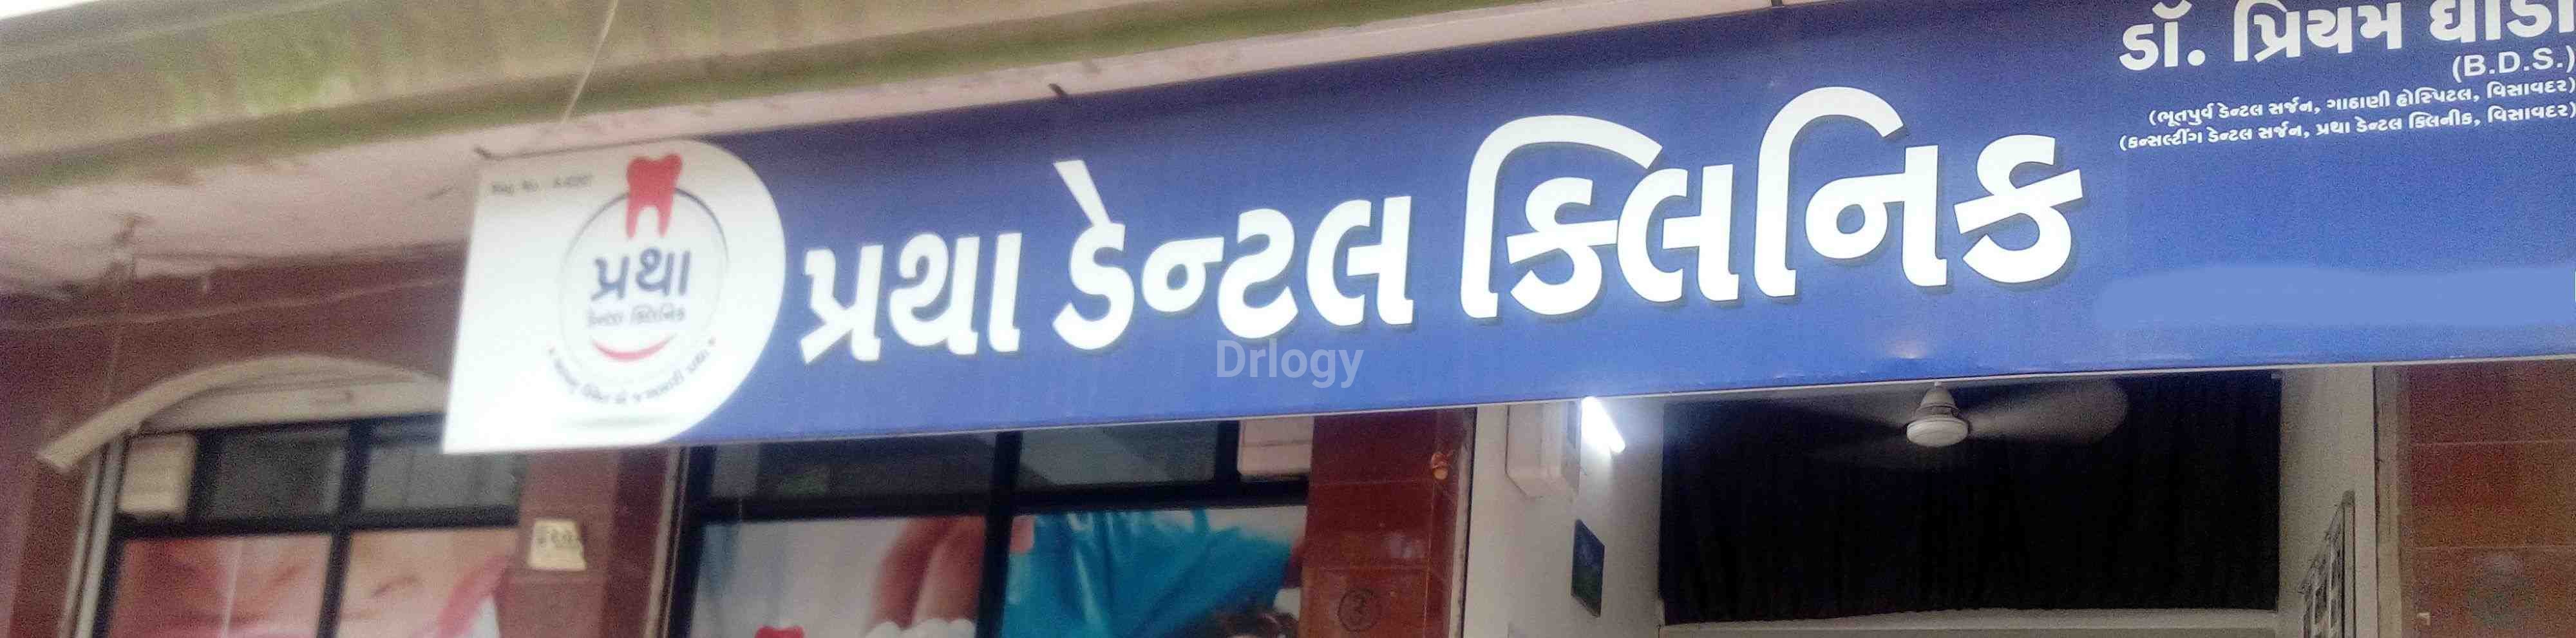 પ્રથા
ડેન્ટલ ક્લિનિક
પ્રથા ડેન્ટલ ક્લિનિક
ડૉ. પ્રિયમ
(B.D.S.)
(ભૂતપુર્વ ડેન્ટલ સર્જન, ગાઠાણી હોસ્પિટલ, વિસાવદર)
(કન્સલ્ટીંગ ડેન્ટલ સર્જન, પ્રથા ડેન્ટલ ક્લિનીક, વિસાવદર)
Drlogy